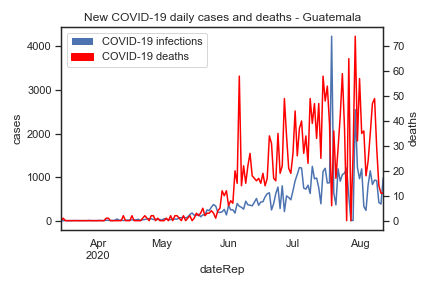 New COVID-19 daily cases and deaths - Guatemala
COVID-19 infections
COVID-19 deaths
cases
4000
3000
2000
1000
0
70
60
50
40
30
20
10
0
deaths
Apr
2020
May
Jun
Jul
Aug
dateRep